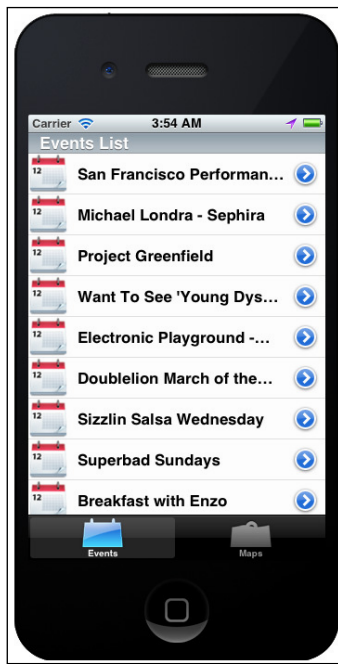 Carrier 3:54 AM
Events List
12 San Francisco Performan...
12 Michael Londra - Sephira
12 Project Greenfield
12 Want To See 'Young Dys...
12 Electronic Playground -...
12 Doublelion March of the...
12 Sizzlin Salsa Wednesday
12 Superbad Sundays
12 Breakfast with Enzo
Events Maps